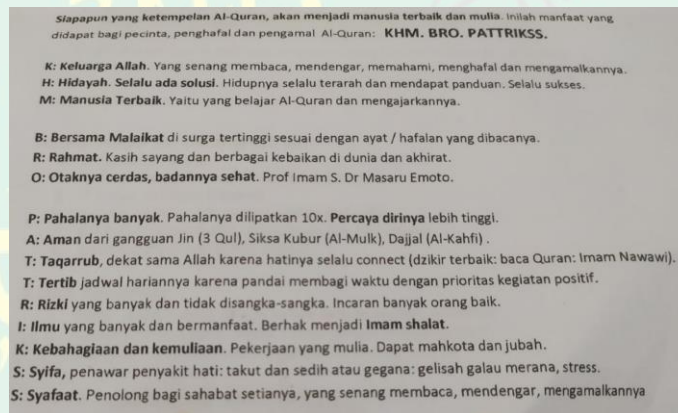 Siapapun yang ketempelan Al-Quran, akan menjadi manusia terbaik dan mulia. Inilah manfaat yang
didapat bagi pecinta, penghafal dan pengamal Al-Quran: KHM. BRO. PATTRIKSS.
K: Keluarga Allah. Yang senang membaca, mendengar, memahami, menghafal dan mengamalkannya.
H: Hidayah. Selalu ada solusi. Hidupnya selalu terarah dan mendapat panduan. Selalu sukses.
M: Manusia Terbaik. Yaitu yang belajar Al-Quran dan mengajarkannya.
B: Bersama Malaikat di surga tertinggi sesuai dengan ayat / hafalan yang dibacanya.
R: Rahmat. Kasih sayang dan berbagai kebaikan di dunia dan akhirat.
O: Otaknya cerdas, badannya sehat. Prof Imam S. Dr Masaru Emoto.
P: Pahalanya banyak. Pahalanya dilipatkan 10x. Percaya dirinya lebih tinggi.
A: Aman dari gangguan Jin (3 Qul), Siksa Kubur (Al-Mulk), Dajjal (Al-Kahfi) .
T: Taqarrub, dekat sama Allah karena hatinya selalu connect (dzikir terbaik: baca Quran: Imam Nawawi).
T: Tertib jadwal hariannya karena pandai membagi waktu dengan prioritas kegiatan positif.
R: Rizki yang banyak dan tidak disangka-sangka. Incaran banyak orang baik.
I: Ilmu yang banyak dan bermanfaat. Berhak menjadi Imam shalat.
K: Kebahagiaan dan kemuliaan. Pekerjaan yang mulia. Dapat mahkota dan jubah.
S: Syifa, penawar penyakit hati: takut dan sedih atau gegana: gelisah galau merana, stress.
S: Syafaat. Penolong bagi sahabat setianya, yang senang membaca, mendengar, mengamalkannya